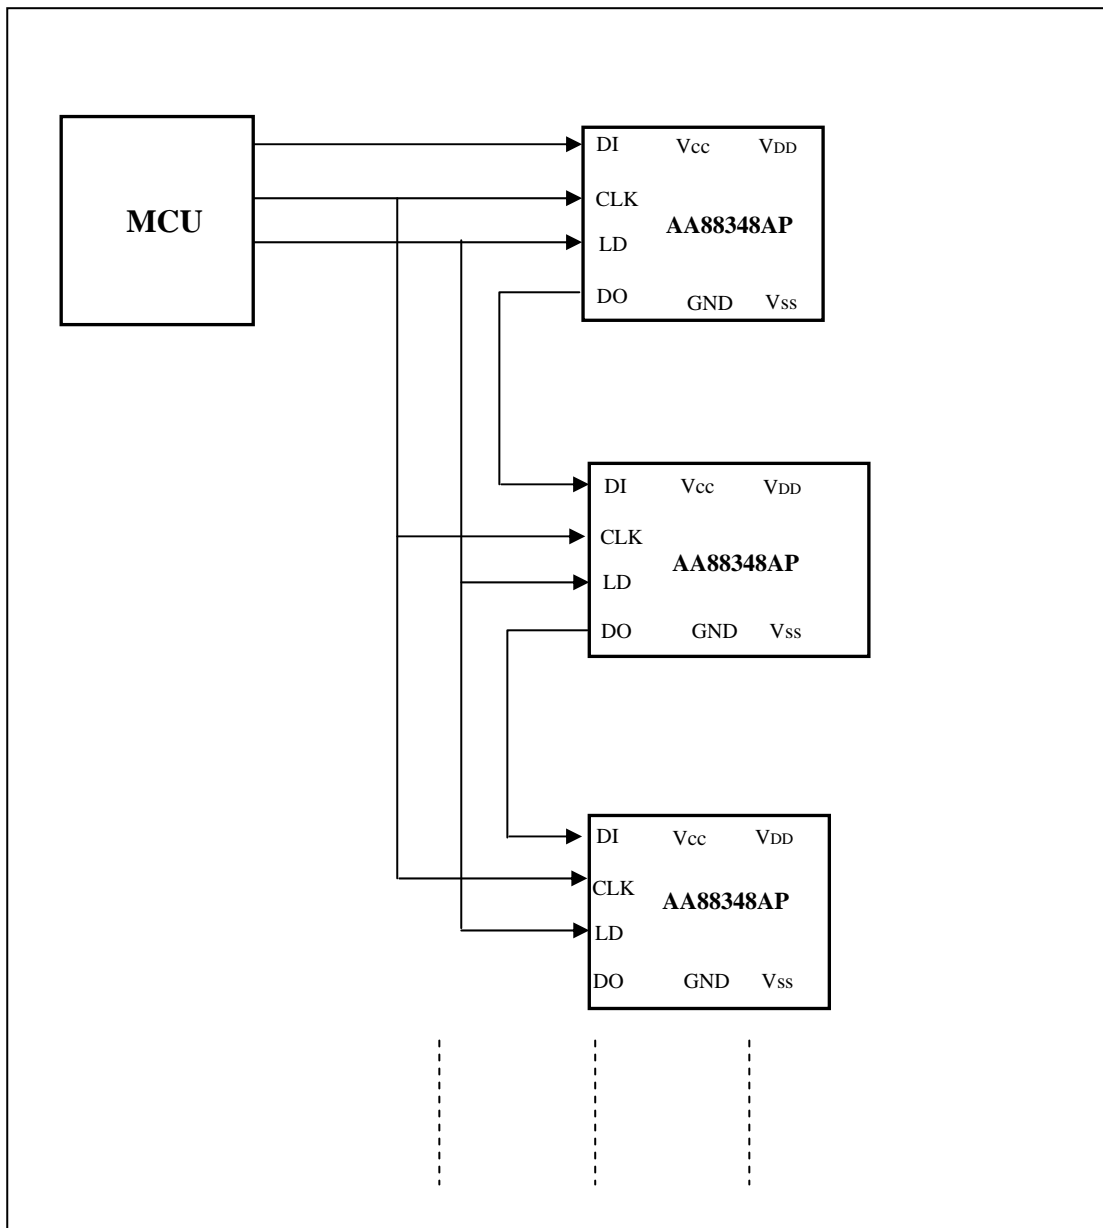 MCU
DI Vcc VDD
CLK
AA88348AP
LD
DO GND Vss
DI Vcc VDD
CLK
AA88348AP
LD
DO GND Vss
DI Vcc VDD
CLK
AA88348AP
LD
DO GND Vss